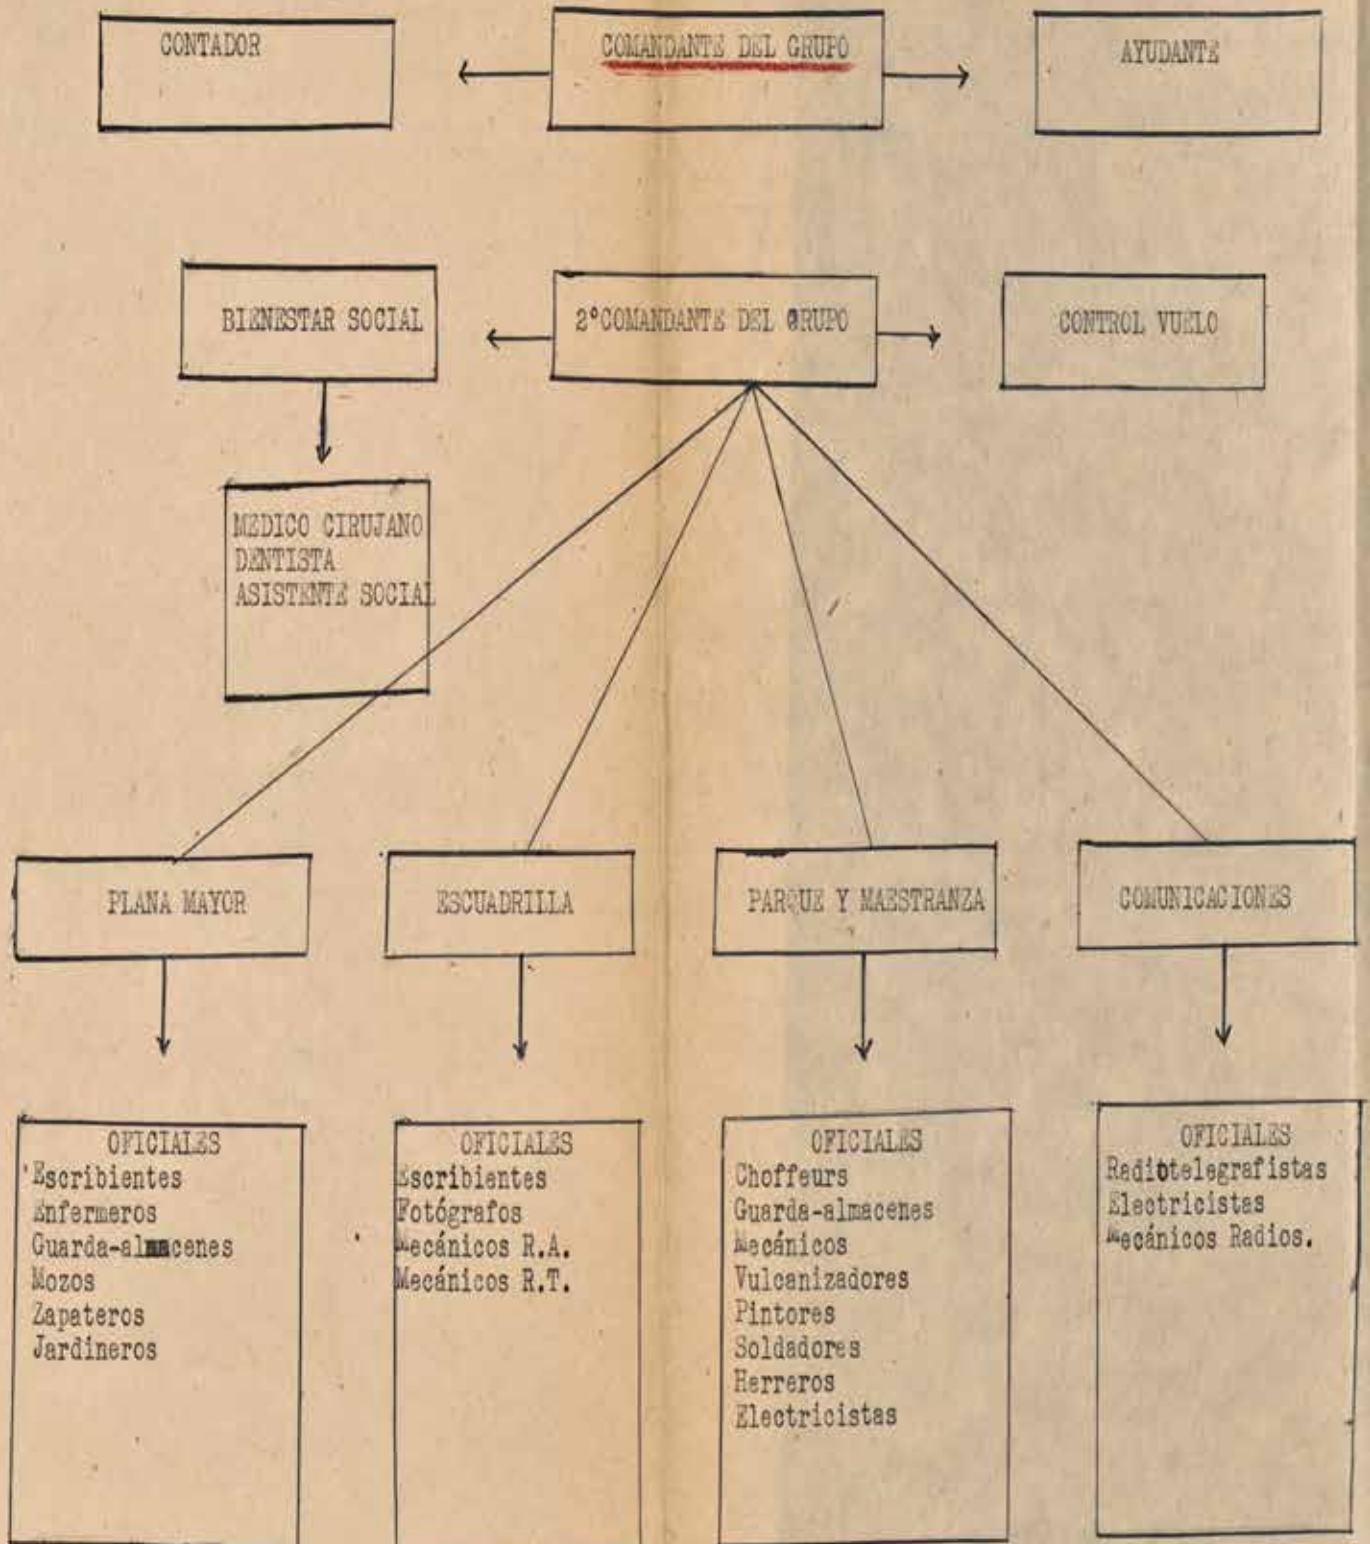 CONTADOR
COMANDANTE DEL GRUPO
AYUDANTE
BIENESTAR SOCIAL
2°COMANDANTE DEL GRUPO
CONTROL VUELO
MEDICO CIRUJANO
DENTISTA
ASISTENTE SOCIAL
PLANA MAYOR
ESCUADRILLA
PARQUE Y MAESTRANZA
COMUNICACIONES
OFICIALES
Escribientes
Enfermeros
Guarda-almacenes
Mozos
Zapateros
Jardineros
OFICIALES
Escribientes
Fotógrafos
Mecánicos R.A.
Mecánicos R.T.
OFICIALES
Choffeurs
Guarda-almacenes
Mecánicos
Vulcanizadores
Pintores
Soldadores
Herreros
Electricistas
OFICIALES
Radiotelegrafistas
Electricistas
Mecánicos Radios.